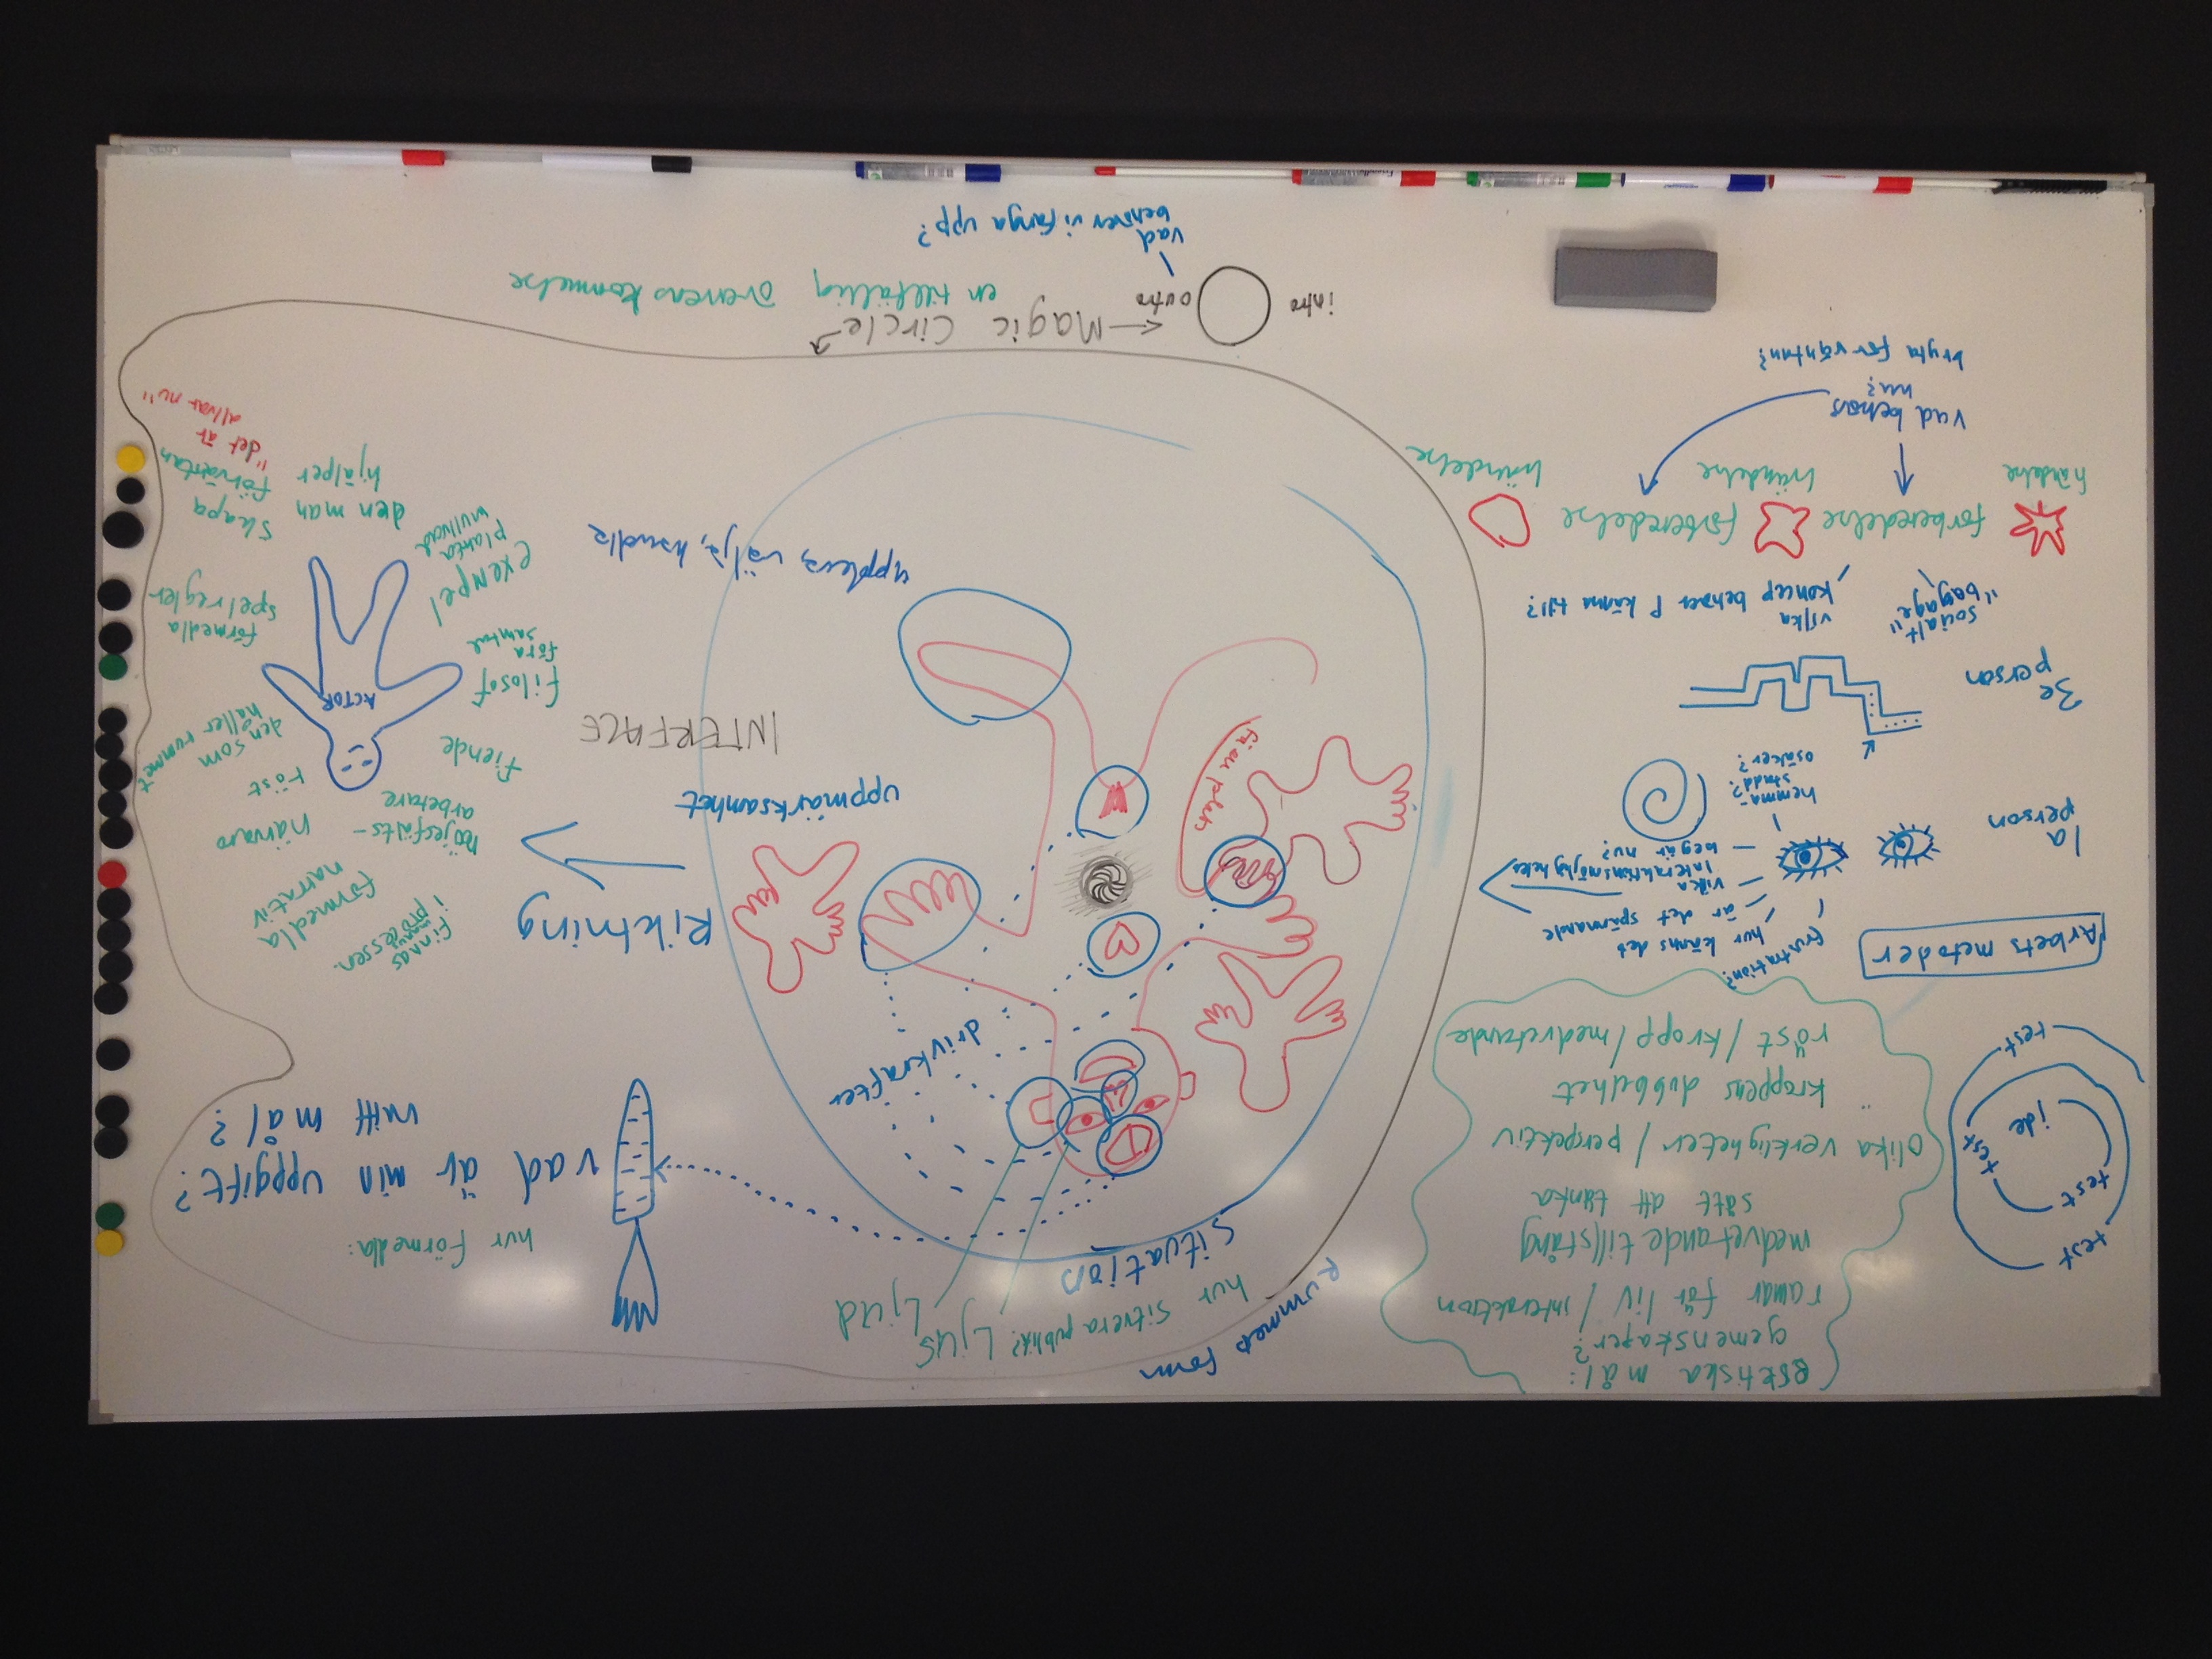 estetiska mål:
gemenskaper?
ramar för liv / interaktion
medvetande tillstång
sätt att tänka
olika verkligheter / perspektiv
kroppens dubbelhet
röst / kropp / medvetande
test
test
test
ide
test
Arbets metoder
1a
person
frustration?
hur känns det
är det spännande
vilka
interaktionsmöjligheter
begär nu?
hemma-
stadd?
osäker?
3e
person
"socialt
bagage"
vilka
koncep behöver P känna till?
händelse
förberedelse
händelse
förberedelse
händelse
vad behövs
nu?
bryta förväntan?
rummets form
hur sitvera publik?
Ljus
Ljud
situation
drivkrafter
få en plats
hur förmedla:
vad är min uppgift?
mitt mål?
Riktning
uppmärksamhet
INTERFACE
uppleva, välja, handla
finnas
i
processen.
förmedla
narrativ
nöjesfälts-
arbetare
närvaro
röst
fiende
den som
håller rummet
ACTOR
filosof
föra
samtal
förmedla
spelregler
exempel
planta
mullvad
den man
hjälper
skapa
förväntan
"det är
allvar nu"
intro
outro
Magic Circle
en tillfällig överenskommelse
vad
behöver vi fånga upp?